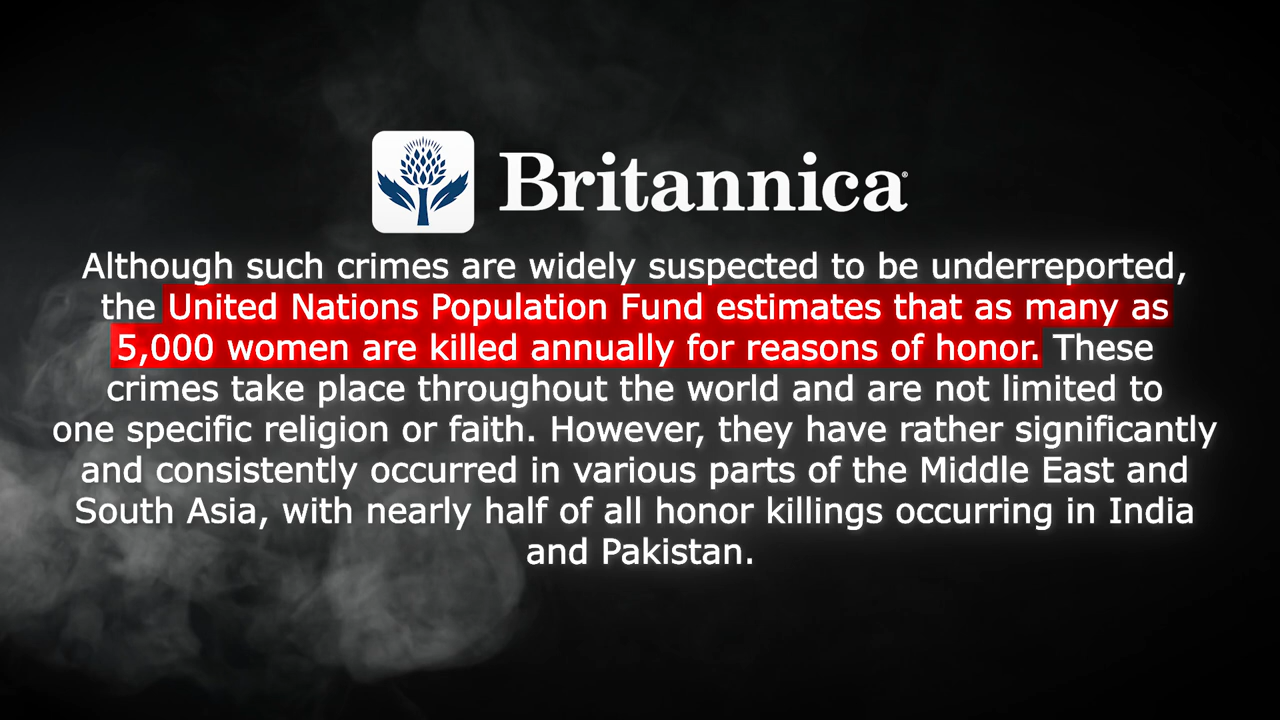 Britannica
Although such crimes are widely suspected to be underreported,
the United Nations Population Fund estimates that as many as
5,000 women are killed annually for reasons of honor. These
crimes take place throughout the world and are not limited to
one specific religion or faith. However, they have rather significantly
and consistently occurred in various parts of the Middle East and
South Asia, with nearly half of all honor killings occurring in India
and Pakistan.